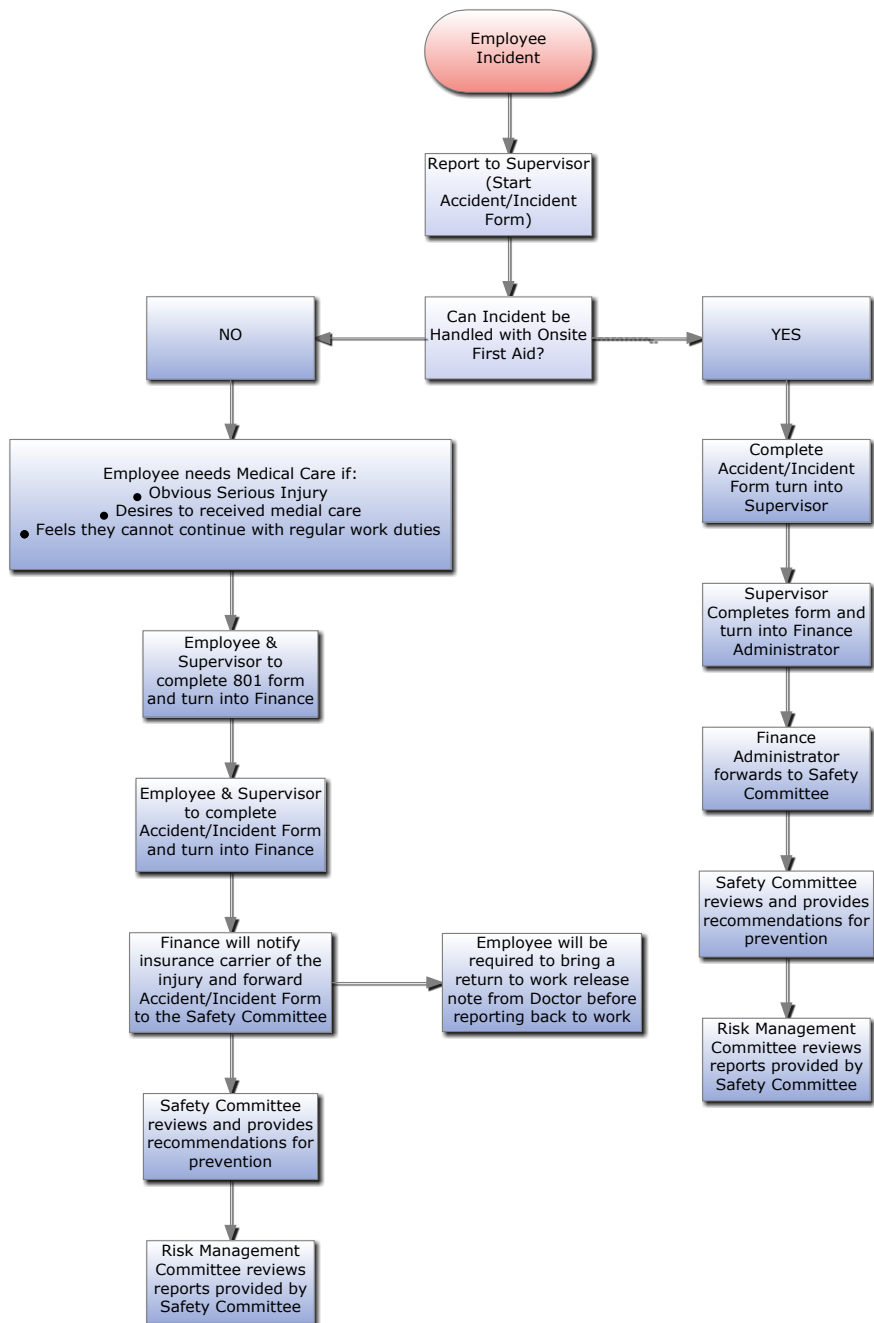 Employee
Incident
Report to Supervisor
(Start
Accident/Incident
Form)
Can Incident be
Handled with Onsite
First Aid?
NO
YES
Employee needs Medical Care if:
• Obvious Serious Injury
• Desires to received medial care
• Feels they cannot continue with regular work duties
Employee &
Supervisor to
complete 801 form
and turn into Finance
Employee & Supervisor
to complete
Accident/Incident Form
and turn into Finance
Finance will notify
insurance carrier of the
injury and forward
Accident/Incident Form
to the Safety Committee
Employee will be
required to bring a
return to work release
note from Doctor before
reporting back to work
Safety Committee
reviews and provides
recommendations for
prevention
Risk Management
Committee reviews
reports provided by
Safety Committee
Complete
Accident/Incident
Form turn into
Supervisor
Supervisor
Completes form and
turn into Finance
Administrator
Finance
Administrator
forwards to Safety
Committee
Safety Committee
reviews and provides
recommendations for
prevention
Risk Management
Committee reviews
reports provided by
Safety Committee